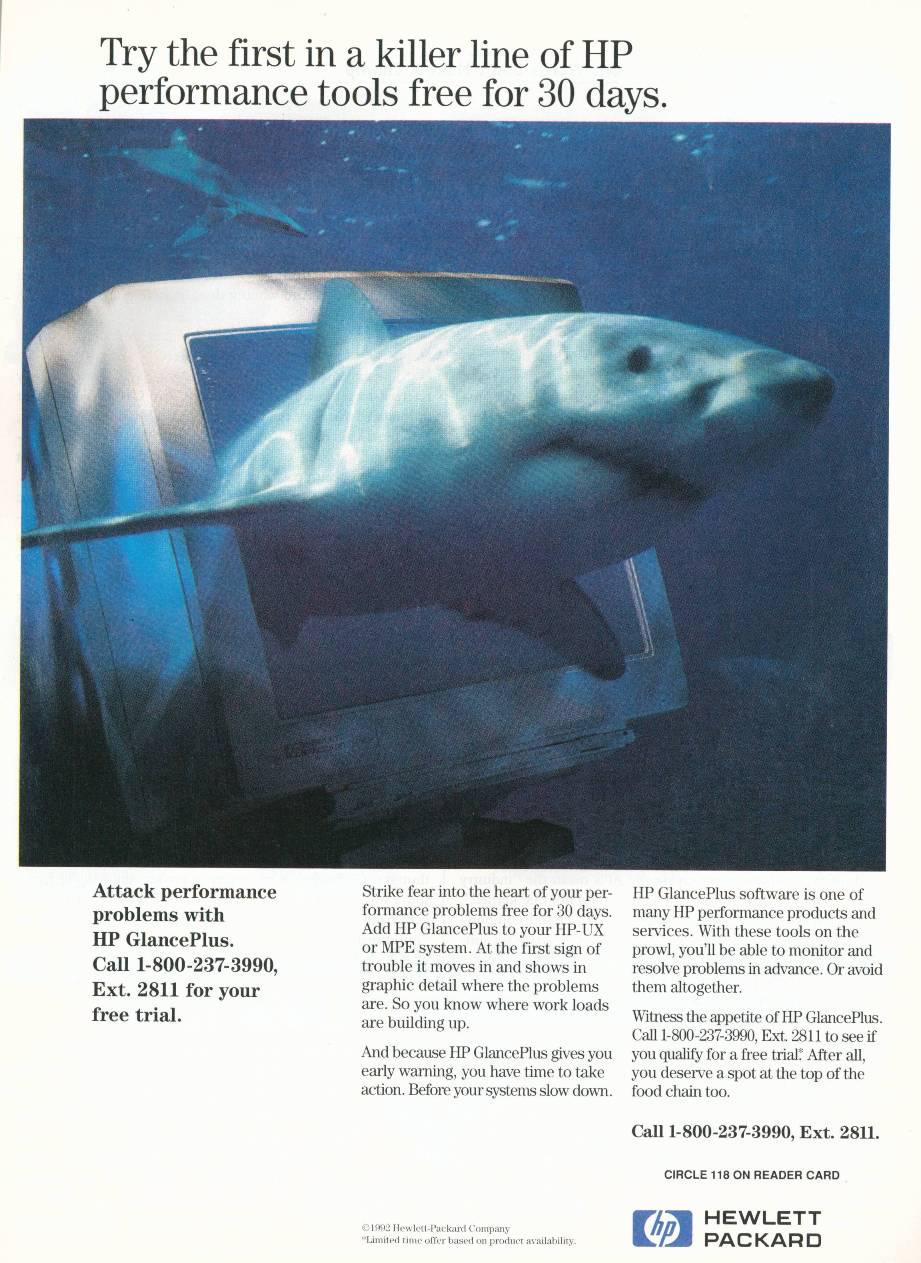 Try the first in a killer line of HP
performance tools free for 30 days.
Attack performance
problems with
HP GlancePlus.
Call 1-800-237-3990,
Ext. 2811 for your
free trial.
Strike fear into the heart of your per-
formance problems free for 30 days.
Add HP GlancePlus to your HP-UX
or MPE system. At the first sign of
trouble it moves in and shows in
graphic detail where the problems
are. So you know where work loads
are building up.
And because HP GlancePlus gives you
early warning, you have time to take
action. Before your systems slow down.
HP GlancePlus software is one of
many HP performance products and
services. With these tools on the
prowl, you'll be able to monitor and
resolve problems in advance. Or avoid
them altogether.
Witness the appetite of HP GlancePlus.
Call 1-800-237-3990, Ext. 2811 to see if
you qualify for a free trial.* After all,
you deserve a spot at the top of the
food chain too.
Call 1-800-237-3990, Ext. 2811.
CIRCLE 118 ON READER CARD
©1992 Hewlett-Packard Company
*Limited time offer based on product availability.
hp HEWLETT
PACKARD